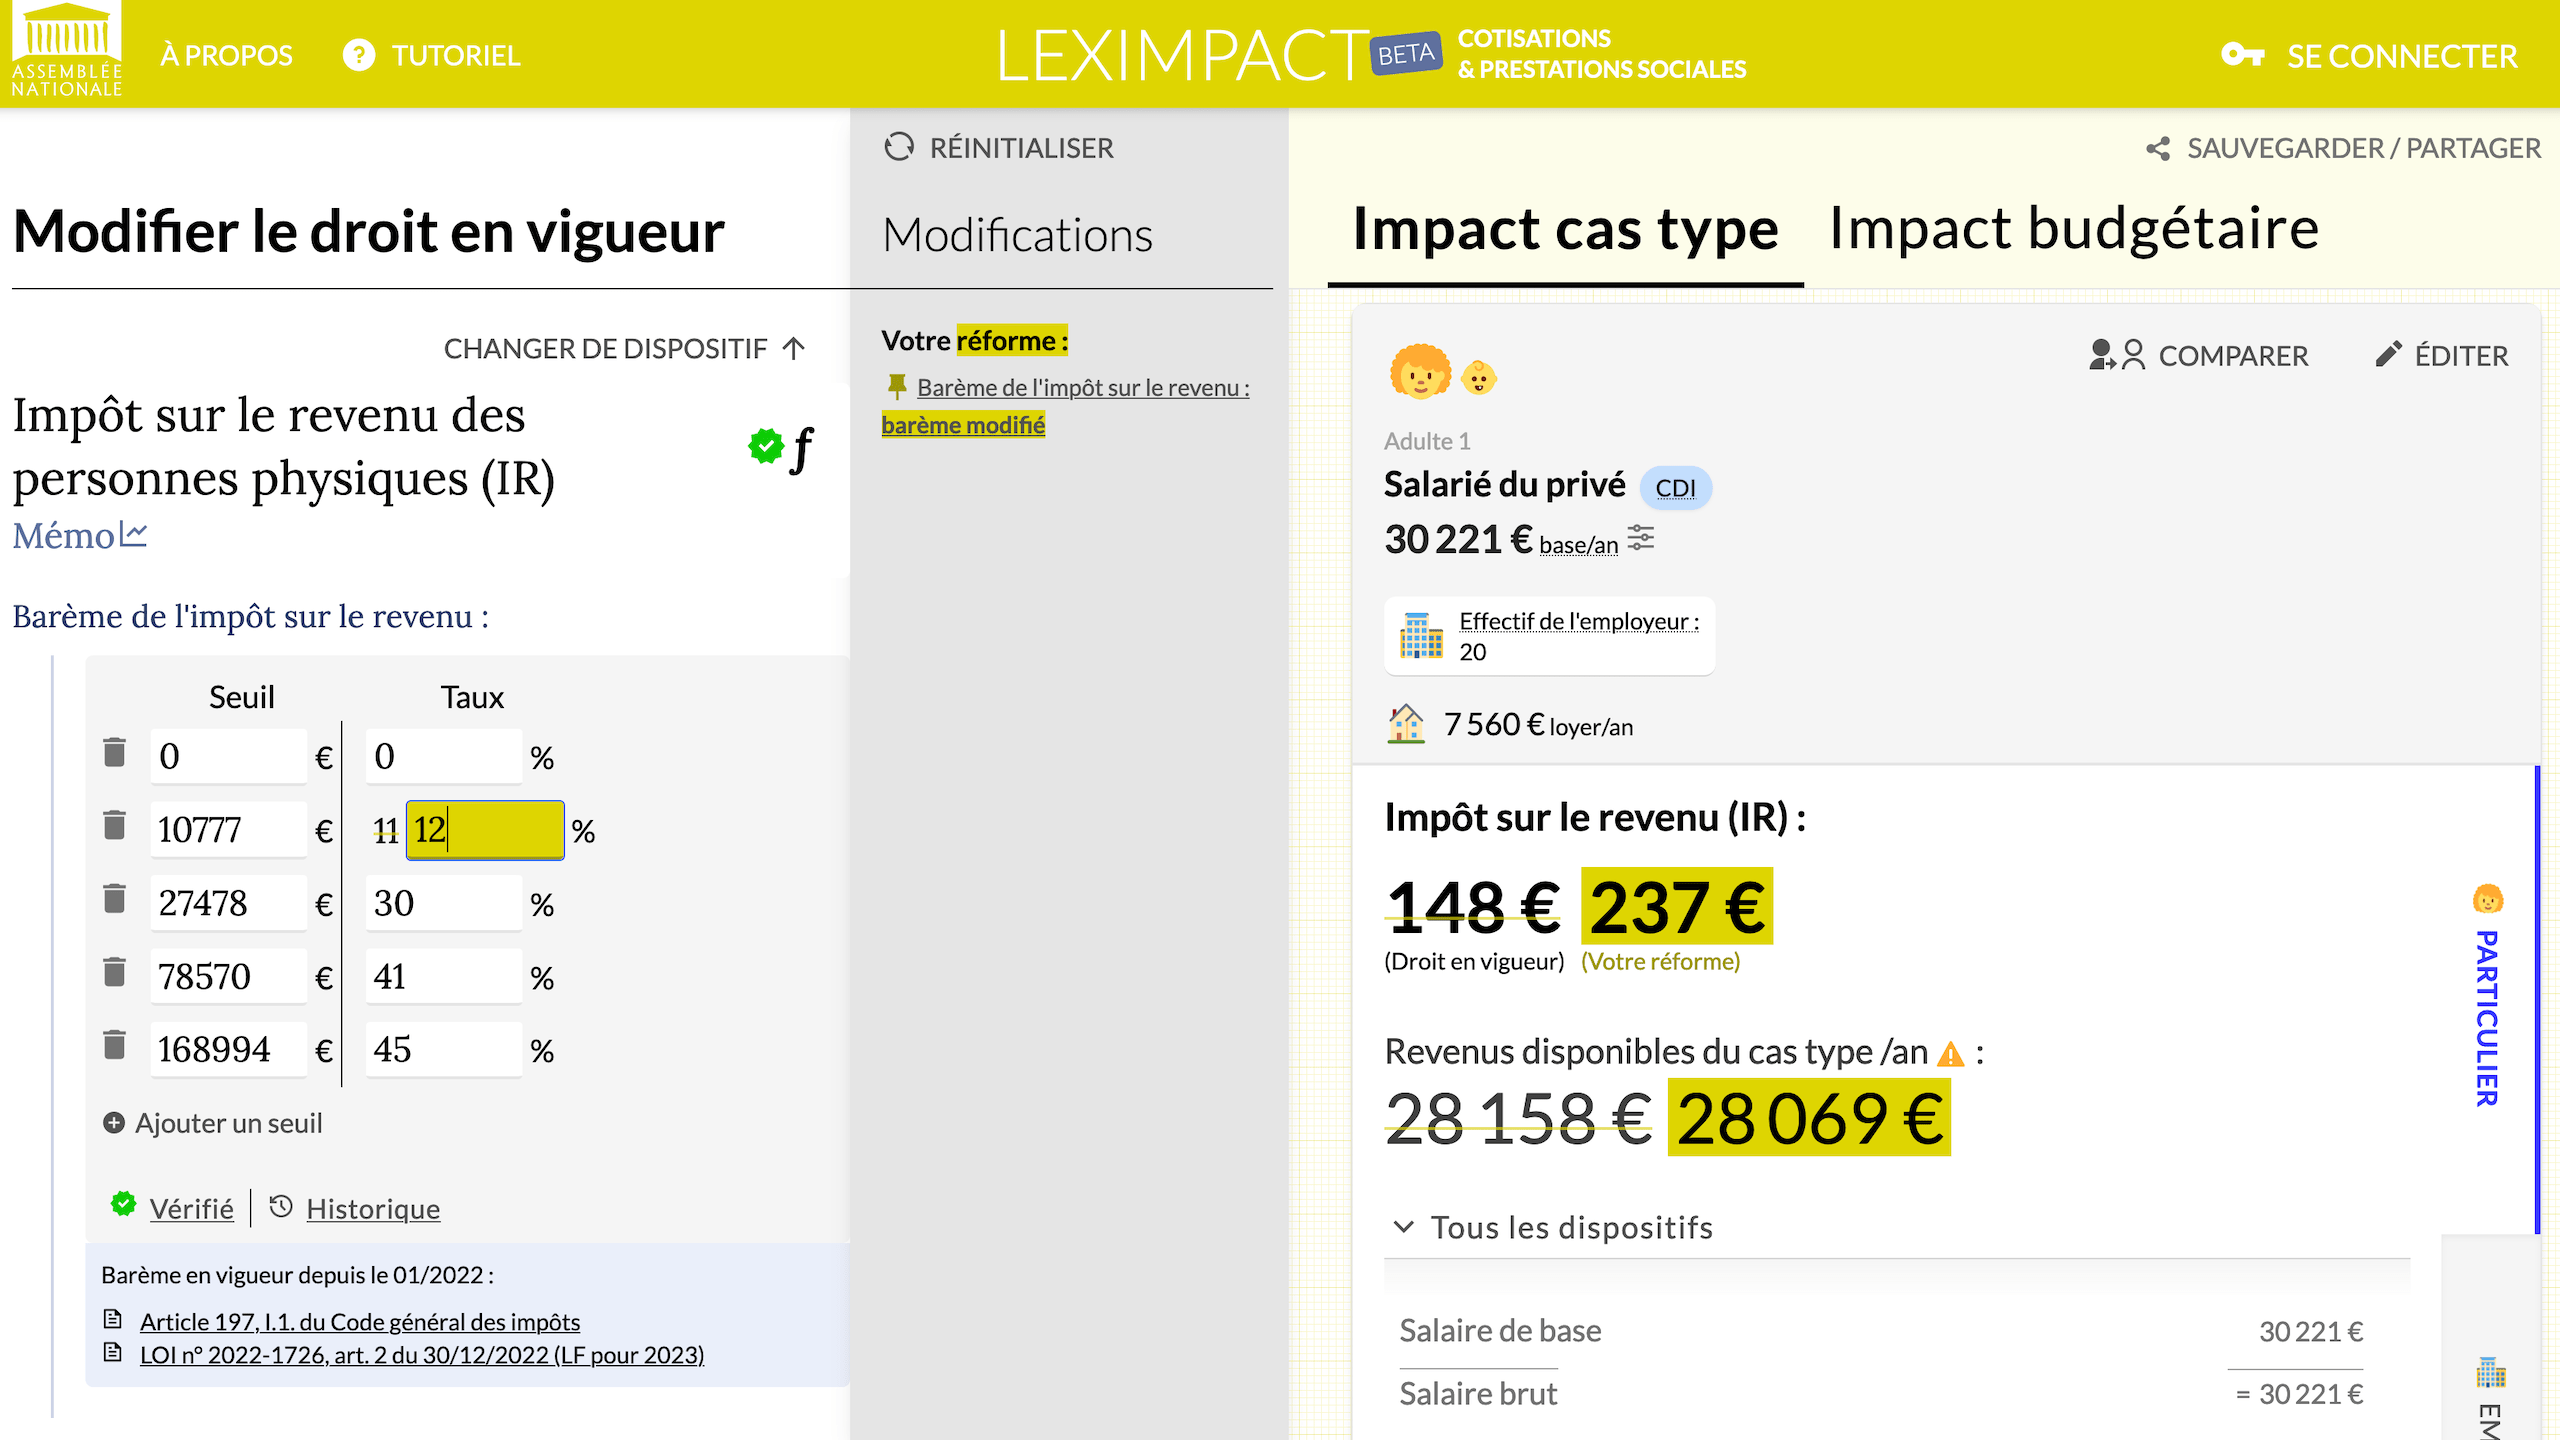 ASSEMBLÉE
NATIONALE
À PROPOS
? TUTORIEL
LEXIMPACT BETA
COTISATIONS
& PRESTATIONS SOCIALES
SE CONNECTER
Modifier le droit en vigueur
CHANGER DE DISPOSITIF
Impôt sur le revenu des
personnes physiques (IR)
Mémo
Barème de l'impôt sur le revenu :
Seuil Taux
0 € 0 %
10777 € 11 12 %
27478 € 30 %
78570 € 41 %
168994 € 45 %
Ajouter un seuil
Vérifié Historique
Barème en vigueur depuis le 01/2022 :
Article 197, I.1. du Code général des impôts
LOI n° 2022-1726, art. 2 du 30/12/2022 (LF pour 2023)
RÉINITIALISER
Modifications
Votre réforme :
Barème de l'impôt sur le revenu :
barème modifié
SAUVEGARDER / PARTAGER
Impact cas type Impact budgétaire
COMPARER ÉDITER
Adulte 1
Salarié du privé CDI
30 221 € base/an
Effectif de l'employeur :
20
7 560 € loyer/an
Impôt sur le revenu (IR) :
148 € 237 €
(Droit en vigueur) (Votre réforme)
Revenus disponibles du cas type /an :
28 158 € 28 069 €
Tous les dispositifs
Salaire de base 30 221 €
Salaire brut = 30 221 €
PARTICULIER
EM